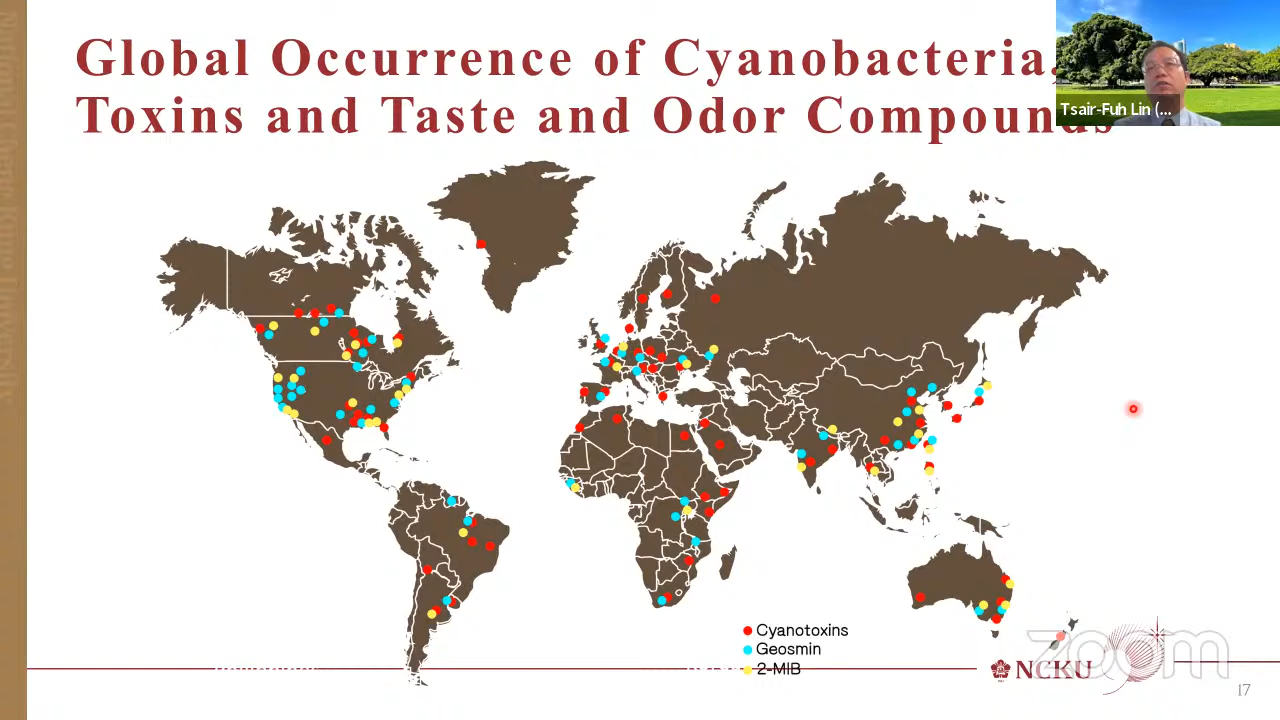 Global Occurrence of Cyanobacteria,
Toxins and Taste and Odor Compounds
Tsair-Fuh Lin (...
Cyanotoxins
Geosmin
2-MIB
NCKU
zoom
17